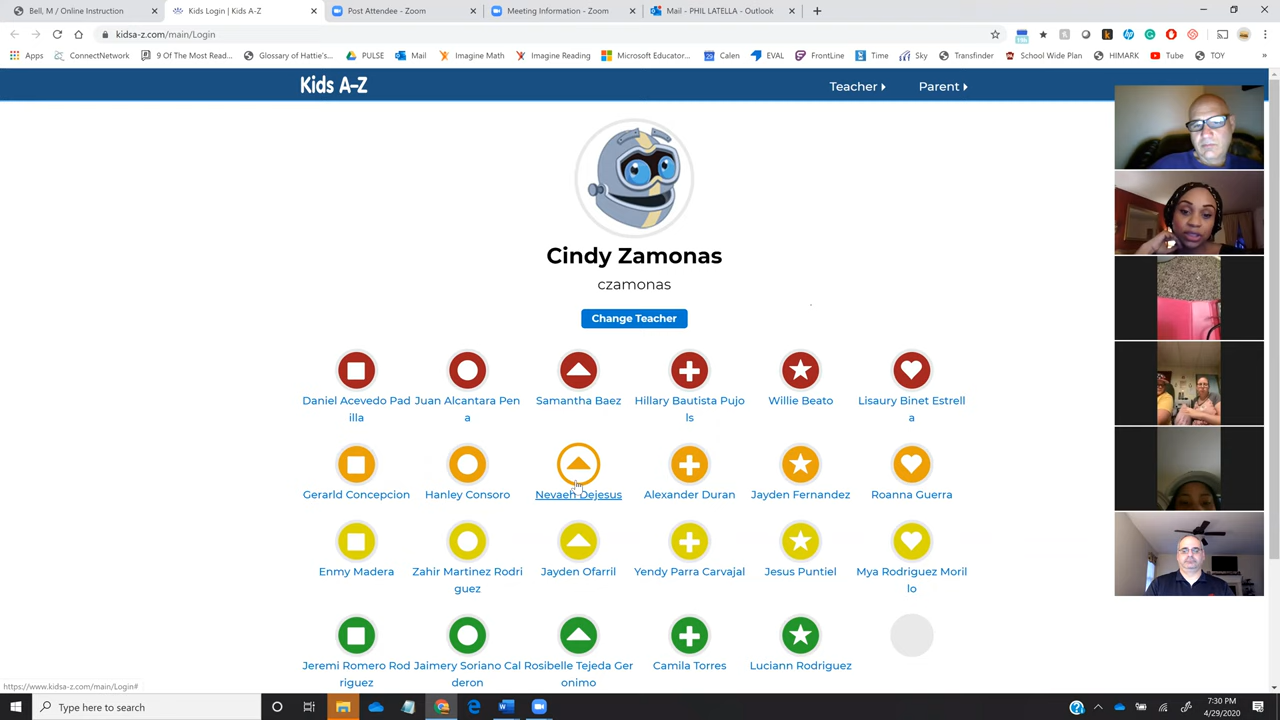 Bell, M / Online Instruction
Kids Login | Kids A-Z
Post Attendee - Zoom
Meeting Information - Zoom
Mail - PHIL LATELLA - Outlook
kidsa-z.com/main/Login
Apps
ConnectNetwork
9 Of The Most Read...
Glossary of Hattie's...
PULSE
Mail
Imagine Math
Imagine Reading
Microsoft Educator...
Calen
EVAL
FrontLine
Time
Sky
Transfinder
School Wide Plan
HIMARK
Tube
TOY
»
Kids A-Z
Teacher
Parent
Cindy Zamonas
czamonas
Change Teacher
Daniel Acevedo Pad
illa
Juan Alcantara Pen
a
Samantha Baez
Hillary Bautista Pujo
ls
Willie Beato
Lisaury Binet Estrell
a
Gerarld Concepcion
Hanley Consoro
Nevaeh Dejesus
Alexander Duran
Jayden Fernandez
Roanna Guerra
Enmy Madera
Zahir Martinez Rodri
guez
Jayden Ofarril
Yendy Parra Carvajal
Jesus Puntiel
Mya Rodriguez Moril
lo
Jeremi Romero Rod
riguez
Jaimery Soriano Cal
deron
Rosibelle Tejeda Ger
onimo
Camila Torres
Luciann Rodriguez
https://www.kidsa-z.com/main/Login#
Type here to search
7:30 PM
4/29/2020